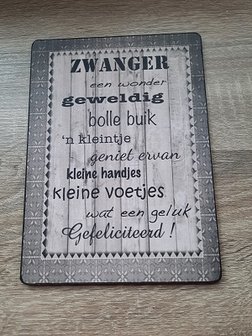 ZWANGER
een wonder
geweldig
bolle buik
'n kleintje
geniet ervan
kleine handjes
kleine voetjes
wat een geluk
Gefeliciteerd !